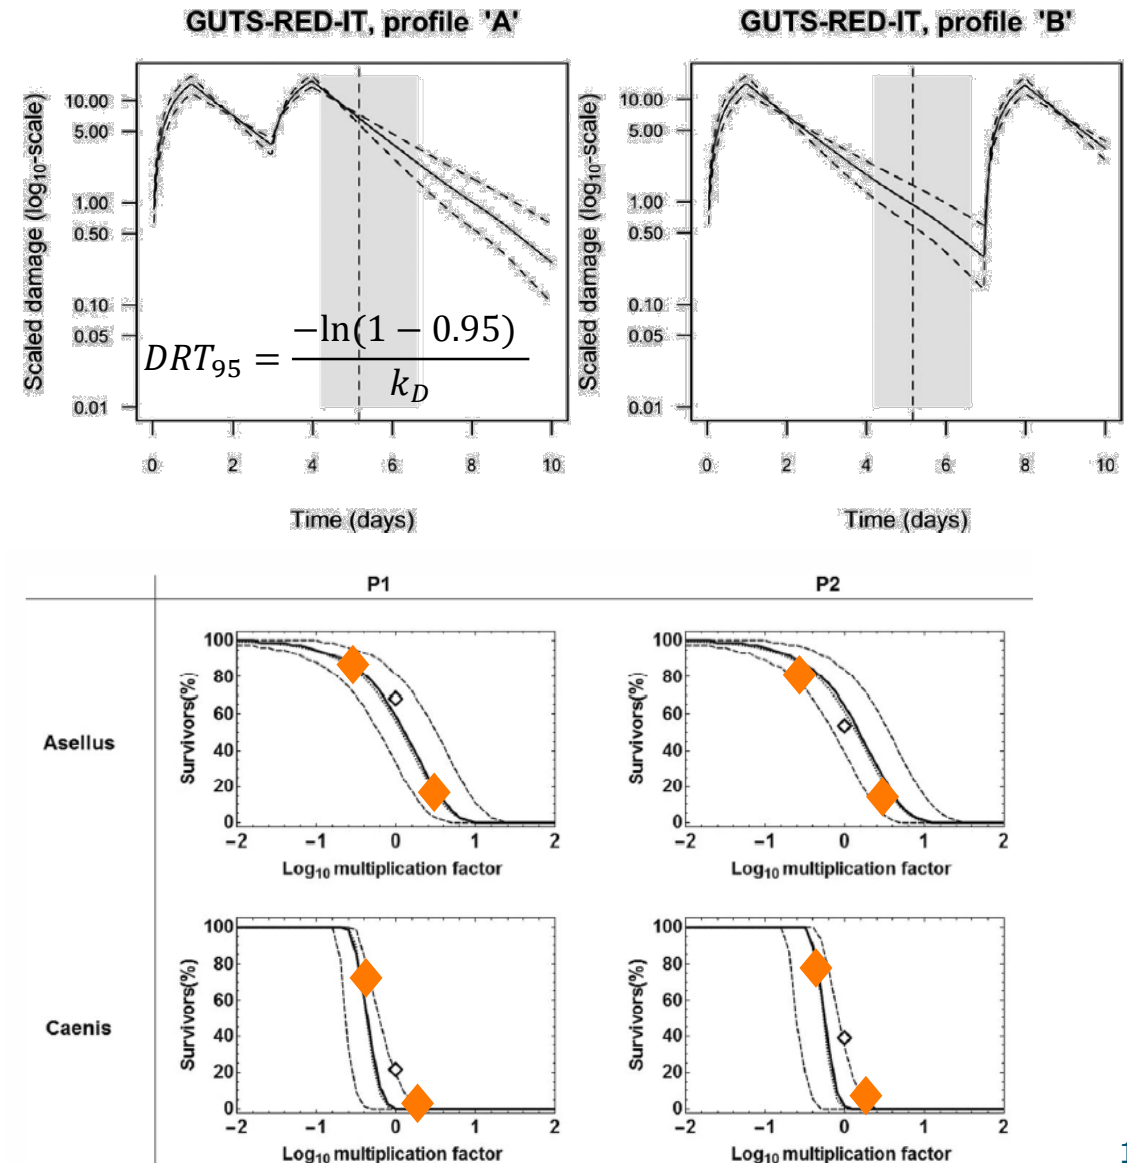 GUTS-RED-IT, profile 'A'
GUTS-RED-IT, profile 'B'
Scaled damage (log10-scale)
10.00
5.00
1.00
0.50
0.10
0.05
0.01
DRT95 = −ln(1 − 0.95) / kD
0 2 4 6 8 10
Time (days)
Scaled damage (log10-scale)
10.00
5.00
1.00
0.50
0.10
0.05
0.01
0 2 4 6 8 10
Time (days)
P1 P2
Asellus
Survivors(%)
100
80
60
40
20
0
−2 −1 0 1 2
Log10 multiplication factor
Survivors(%)
100
80
60
40
20
0
−2 −1 0 1 2
Log10 multiplication factor
Caenis
Survivors(%)
100
80
60
40
20
0
−2 −1 0 1 2
Log10 multiplication factor
Survivors(%)
100
80
60
40
20
0
−2 −1 0 1 2
Log10 multiplication factor
1